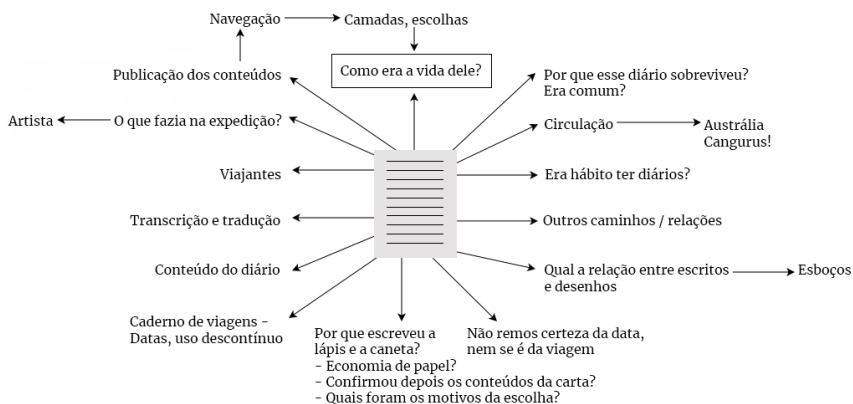 Navegação
Camadas, escolhas
Como era a vida dele?
Publicação dos conteúdos
Por que esse diário sobreviveu?
Era comum?
Artista
O que fazia na expedição?
Circulação
Austrália
Cangurus!
Viajantes
Era hábito ter diários?
Transcrição e tradução
Outros caminhos / relações
Conteúdo do diário
Qual a relação entre escritos
e desenhos
Esboços
Caderno de viagens -
Datas, uso descontínuo
Por que escreveu a
lápis e a caneta?
- Economia de papel?
- Confirmou depois os conteúdos da carta?
- Quais foram os motivos da escolha?
Não remos certeza da data,
nem se é da viagem